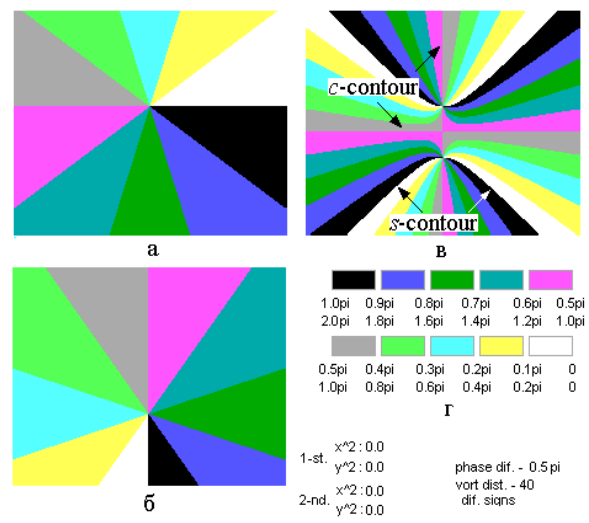 c-contour
s-contour
а
в
1.0pi 0.9pi 0.8pi 0.7pi 0.6pi 0.5pi
2.0pi 1.8pi 1.6pi 1.4pi 1.2pi 1.0pi
0.5pi 0.4pi 0.3pi 0.2pi 0.1pi 0
1.0pi 0.8pi 0.6pi 0.4pi 0.2pi 0
г
1-st. x^2:0.0
y^2:0.0
2-nd. x^2:0.0
y^2:0.0
phase dif. - 0.5pi
vort dist. - 40
dif. signs
б